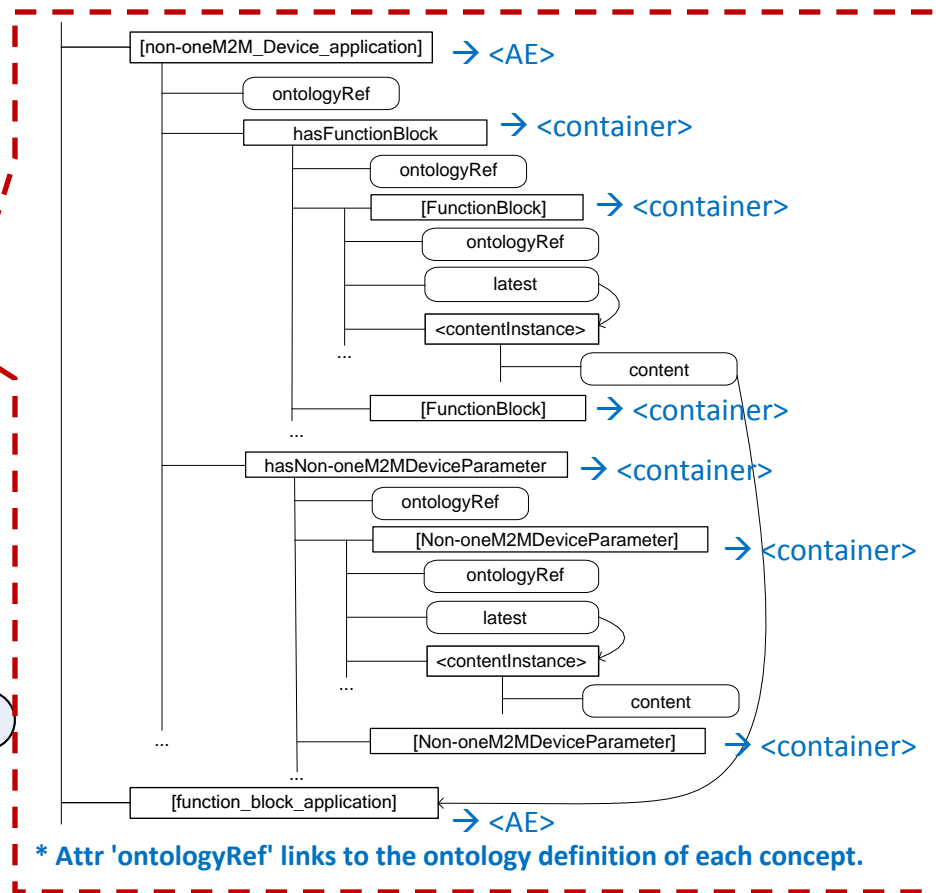 [non-oneM2M_Device_application] → <AE>
ontologyRef
hasFunctionBlock → <container>
ontologyRef
[FunctionBlock] → <container>
ontologyRef
latest
<contentInstance>
...
content
[FunctionBlock] → <container>
...
hasNon-oneM2MDeviceParameter → <container>
ontologyRef
[Non-oneM2MDeviceParameter] → <container>
ontologyRef
latest
<contentInstance>
...
content
... [Non-oneM2MDeviceParameter] → <container>
...
[function_block_application] → <AE>
* Attr 'ontologyRef' links to the ontology definition of each concept.